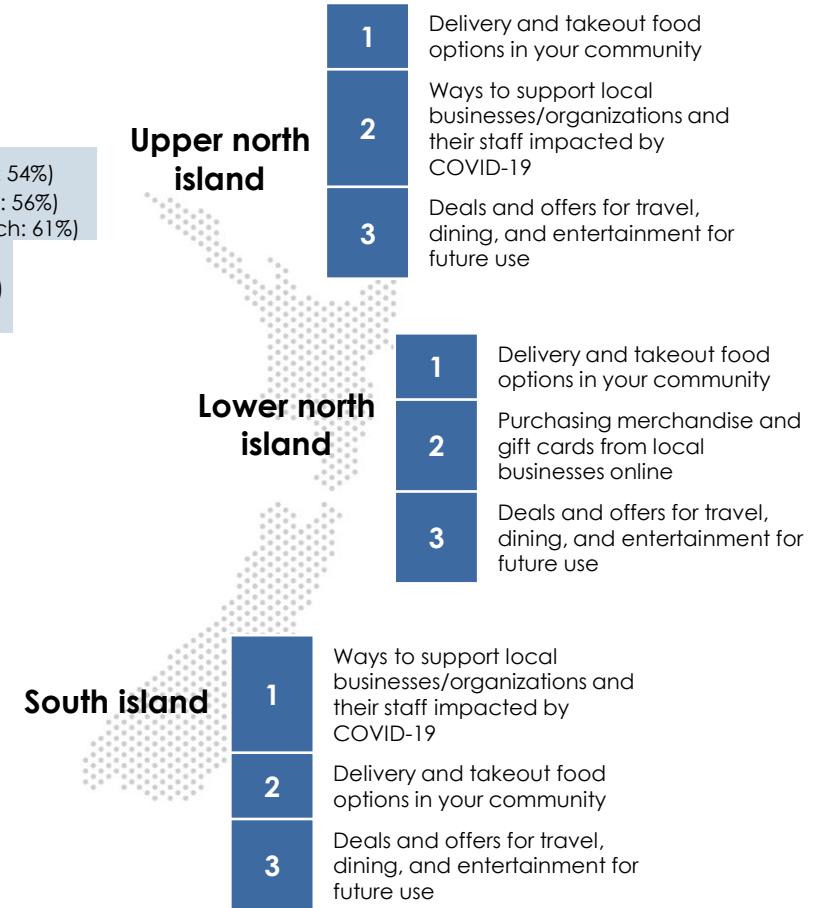 1
Delivery and takeout food
options in your community
2
Ways to support local
businesses/organizations and
their staff impacted by
COVID-19
3
Deals and offers for travel,
dining, and entertainment for
future use
Upper north
island
54%)
: 56%)
ch: 61%)
)
Lower north
island
1
Delivery and takeout food
options in your community
2
Purchasing merchandise and
gift cards from local
businesses online
3
Deals and offers for travel,
dining, and entertainment for
future use
South island
1
Ways to support local
businesses/organizations and
their staff impacted by
COVID-19
2
Delivery and takeout food
options in your community
3
Deals and offers for travel,
dining, and entertainment for
future use